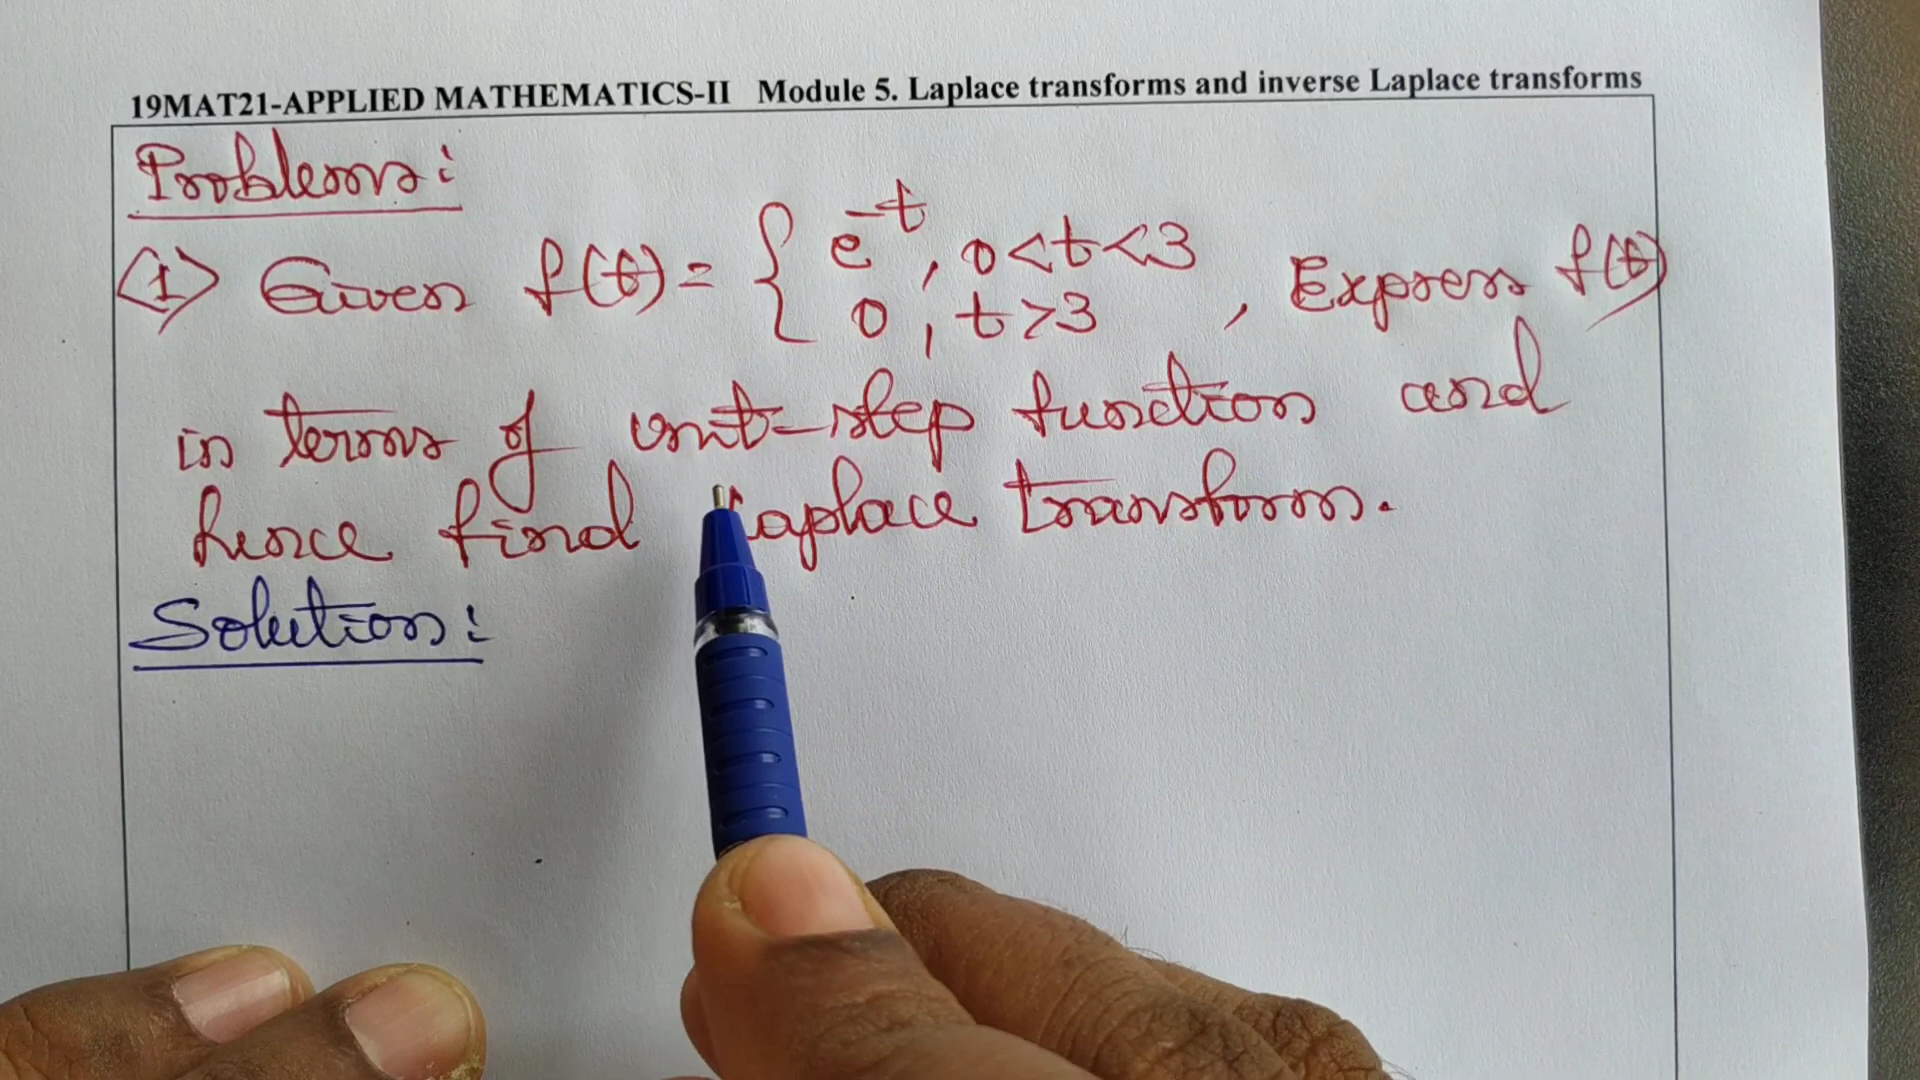 19MAT21-APPLIED MATHEMATICS-II Module 5. Laplace transforms and inverse Laplace transforms
Problems:
<1> Given f(t) = { e^-t, 0<t<3
0, t>3 , Express f(t)
in terms of unit-step function and
hence find Laplace transform.
Solution: